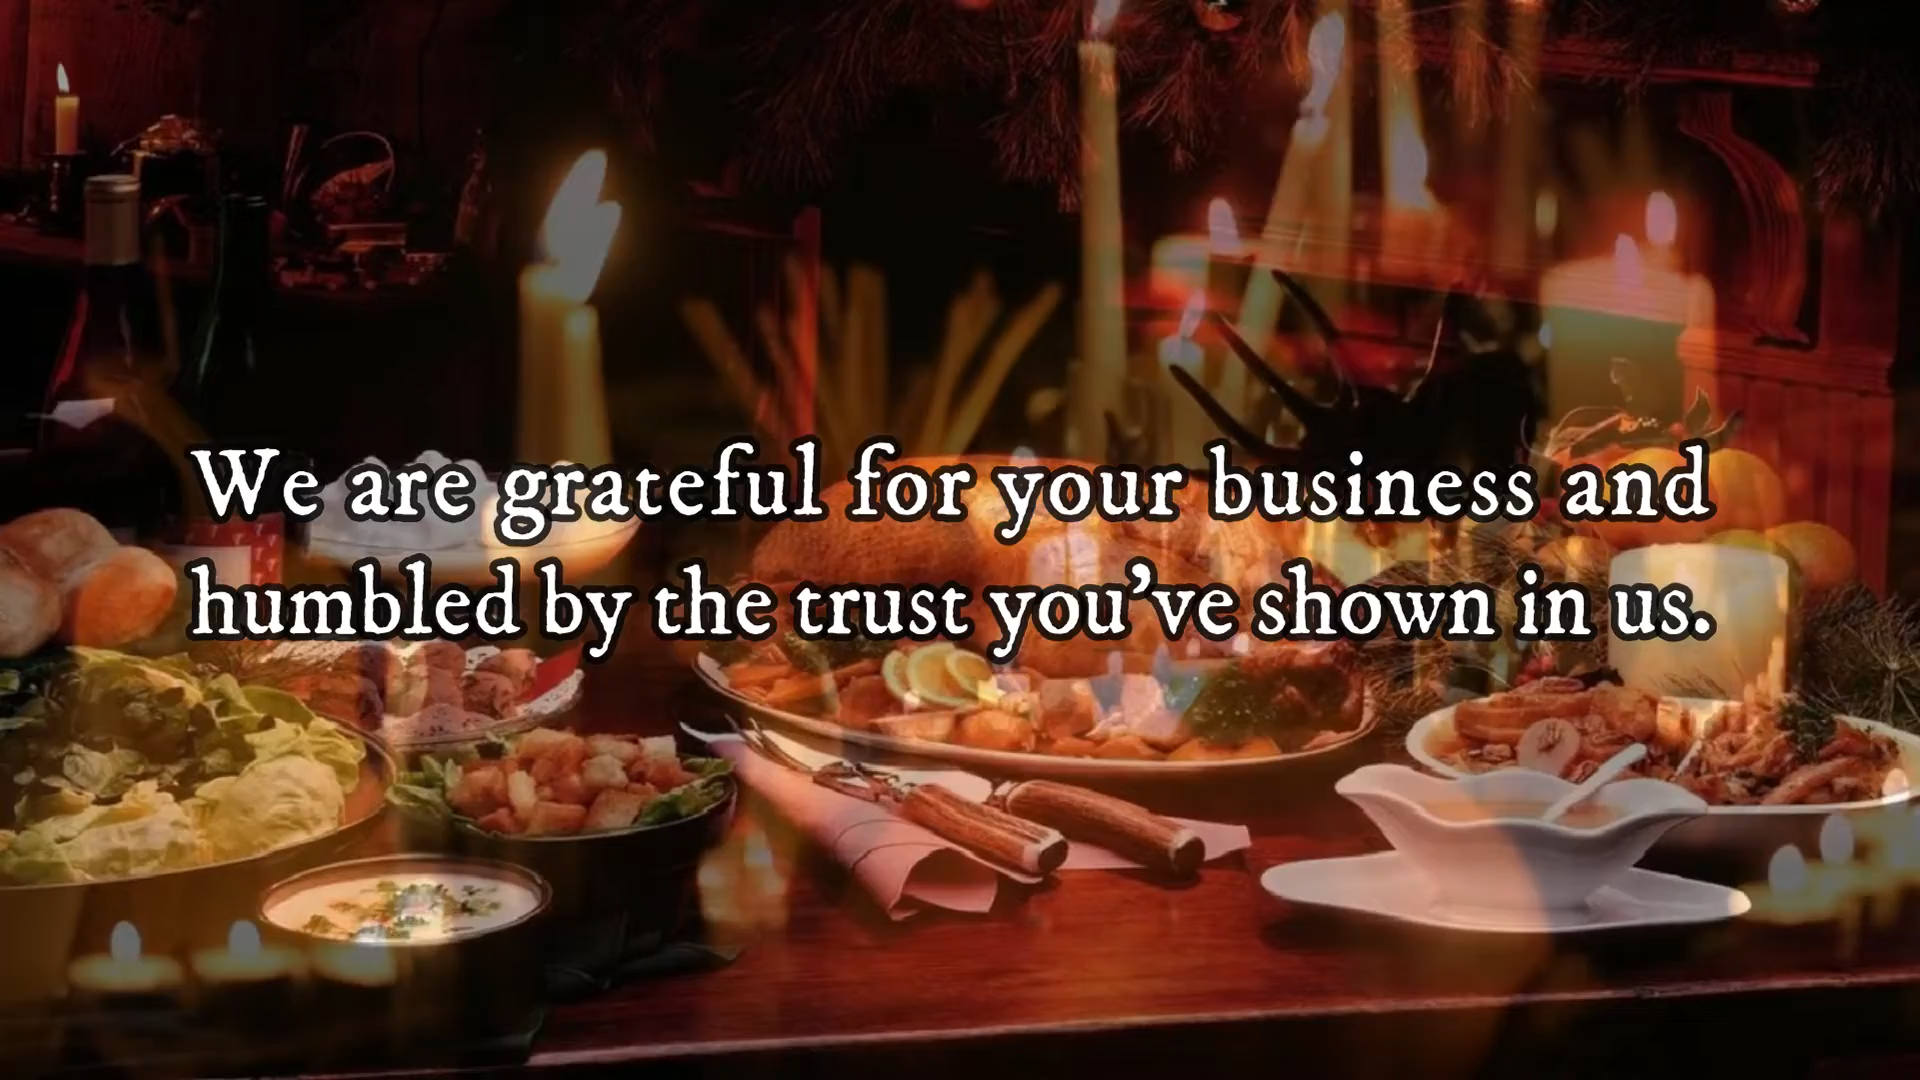 We are grateful for your business and
humbled by the trust you've shown in us.